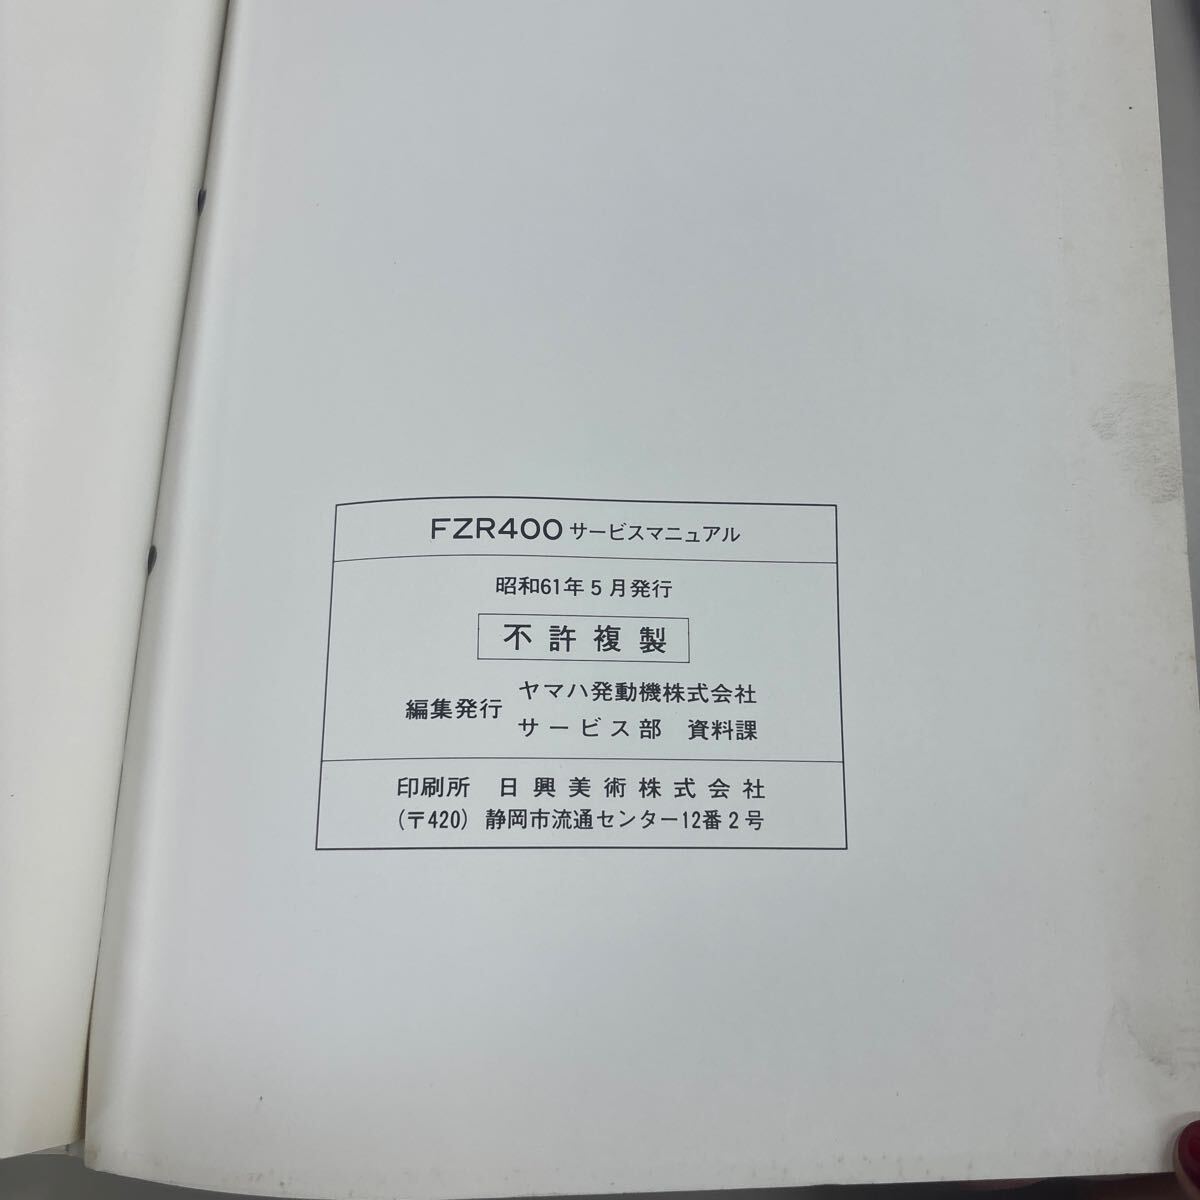 FZR400 サービスマニュアル
昭和61年5月発行
不許複製
編集発行 ヤマハ発動機株式会社
サービス部 資料課
印刷所 日興美術株式会社
(〒420) 静岡市流通センター12番2号